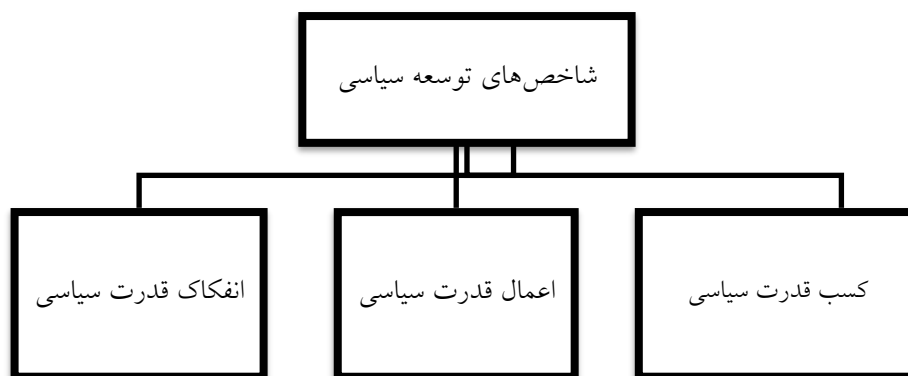 شاخص‌های توسعه سیاسی
کسب قدرت سیاسی
اعمال قدرت سیاسی
انفکاک قدرت سیاسی